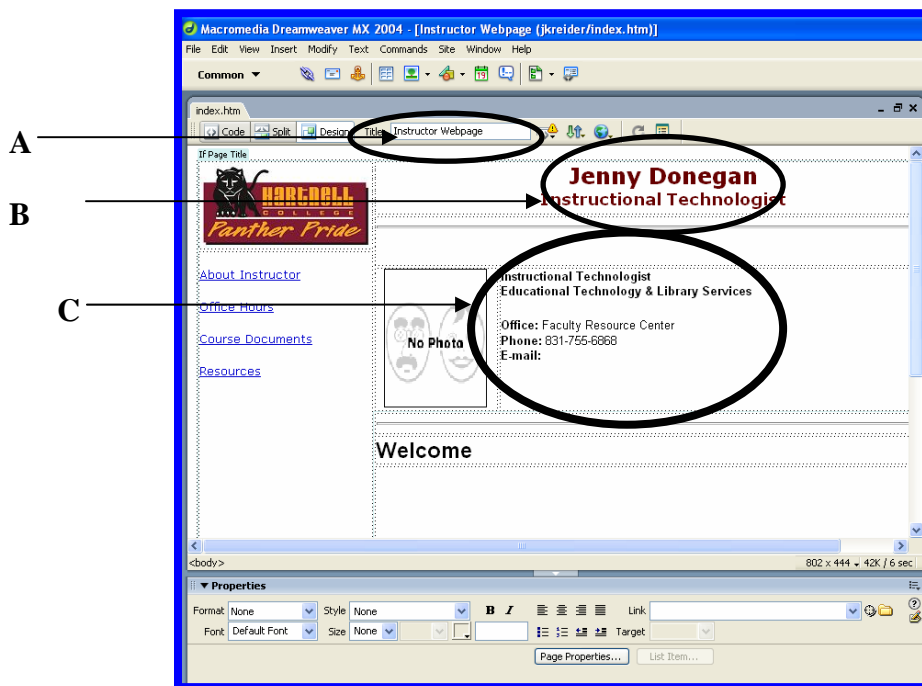 Macromedia Dreamweaver MX 2004 - [Instructor Webpage (jkreider/index.htm)]
File Edit View Insert Modify Text Commands Site Window Help
Common
index.htm
Code Split Design Title: Instructor Webpage
A
If Page Title
HARTNELL
COLLEGE
Panther Pride
Jenny Donegan
Instructional Technologist
B
About Instructor
Office Hours
Course Documents
Resources
C
No Photo
Instructional Technologist
Educational Technology & Library Services
Office: Faculty Resource Center
Phone: 831-755-6868
E-mail:
Welcome
<body> 802 x 444 42K / 6 sec
Properties
Format None Style None B I Link
Font Default Font Size None Target
Page Properties... List Item...